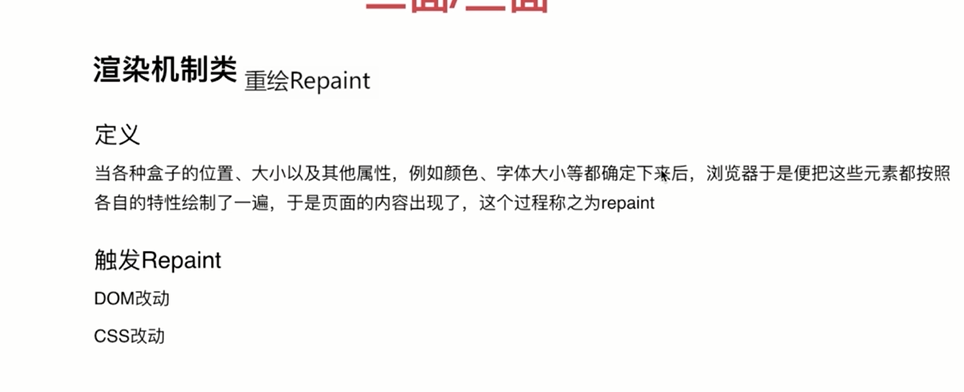 渲染机制类 重绘Repaint
定义
当各种盒子的位置、大小以及其他属性，例如颜色、字体大小等都确定下来后，浏览器于是便把这些元素都按照
各自的特性绘制了一遍，于是页面的内容出现了，这个过程称之为repaint
触发Repaint
DOM改动
CSS改动